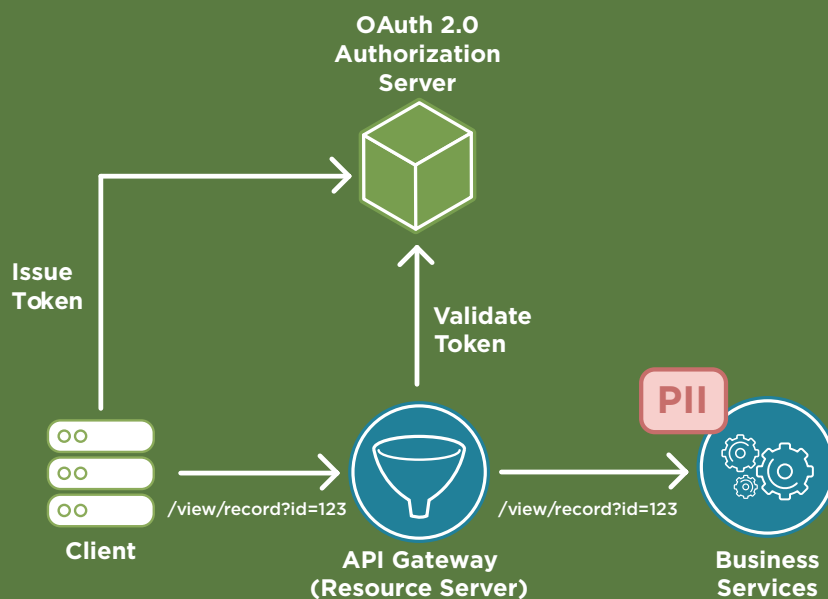 OAuth 2.0
Authorization
Server
Issue
Token
Validate
Token
PII
/view/record?id=123
/view/record?id=123
Client
API Gateway
(Resource Server)
Business
Services